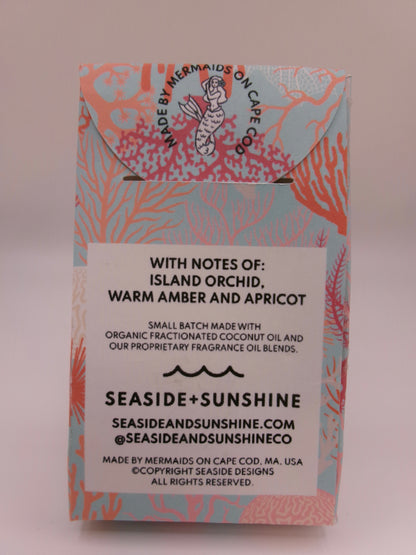 MADE BY MERMAIDS ON CAPE COD
WITH NOTES OF:
ISLAND ORCHID,
WARM AMBER AND APRICOT
SMALL BATCH MADE WITH
ORGANIC FRACTIONATED COCONUT OIL AND
OUR PROPRIETARY FRAGRANCE OIL BLENDS.
SEASIDE+SUNSHINE
SEASIDEANDSUNSHINE.COM
@SEASIDEANDSUNSHINECO
MADE BY MERMAIDS ON CAPE COD, MA. USA
©COPYRIGHT SEASIDE DESIGNS
ALL RIGHTS RESERVED.